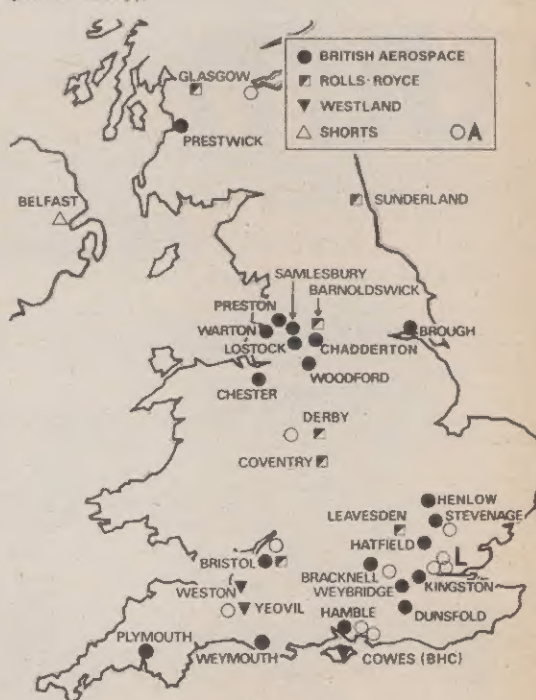 GLASGOW
BRITISH AEROSPACE
ROLLS-ROYCE
WESTLAND
SHORTS
A
PRESTWICK
BELFAST
SUNDERLAND
SAMLESBURY
BARNOLDSWICK
PRESTON
WARTON
BROUGH
LOSTOCK
CHADDERTON
WOODFORD
CHESTER
DERBY
COVENTRY
HENLOW
LEAVESDEN
STEVENAGE
HATFIELD
L
BRISTOL
BRACKNELL
KINGSTON
WESTON
WEYBRIDGE
YEOVIL
HAMBLE
DUNSFOLD
PLYMOUTH
WEYMOUTH
COWES (BHC)